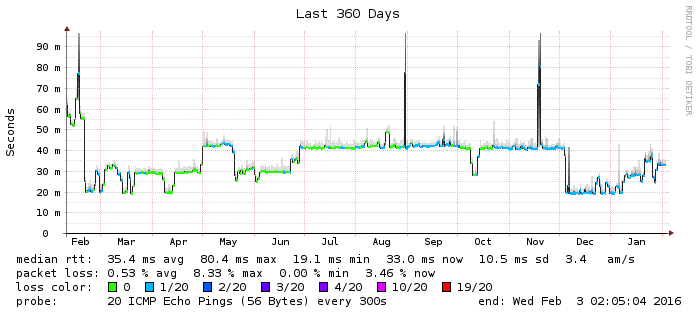 Last 360 Days
RRDTOOL / TOBI OETIKER
Seconds
90 m
80 m
70 m
60 m
50 m
40 m
30 m
20 m
10 m
0
Feb Mar Apr May Jun Jul Aug Sep Oct Nov Dec Jan
median rtt: 35.4 ms avg 80.4 ms max 19.1 ms min 33.0 ms now 10.5 ms sd 3.4 am/s
packet loss: 0.53 % avg 8.33 % max 0.00 % min 3.46 % now
loss color: 0 1/20 2/20 3/20 4/20 10/20 19/20
probe: 20 ICMP Echo Pings (56 Bytes) every 300s end: Wed Feb 3 02:05:04 2016